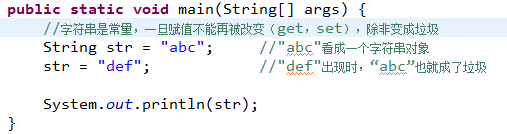 public static void main(String[] args) {
//字符串是常量，一旦赋值不能再被改变（get，set），除非变成垃圾
String str = "abc"; //"abc"看成一个字符串对象
str = "def"; //"def"出现时，“abc”也就成了垃圾
System.out.println(str);
}